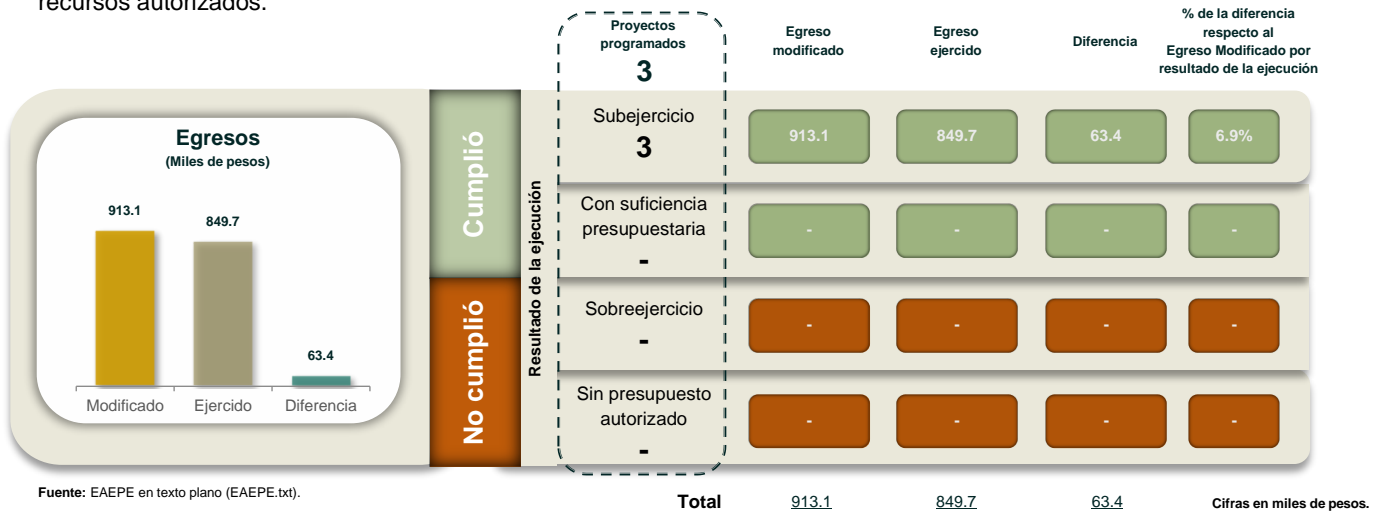 recursos autorizados.
Proyectos
programados
3
Egreso
modificado
Egreso
ejercido
Diferencia
% de la diferencia
respecto al
Egreso Modificado por
resultado de la ejecución
Egresos
(Miles de pesos)
913.1
849.7
63.4
Modificado
Ejercido
Diferencia
Cumplió
No cumplió
Resultado de la ejecución
Subejercicio
3
913.1
849.7
63.4
6.9%
Con suficiencia
presupuestaria
-
-
-
-
-
Sobreejercicio
-
-
-
-
-
Sin presupuesto
autorizado
-
-
-
-
-
Fuente: EAEPE en texto plano (EAEPE.txt).
Total
913.1
849.7
63.4
Cifras en miles de pesos.